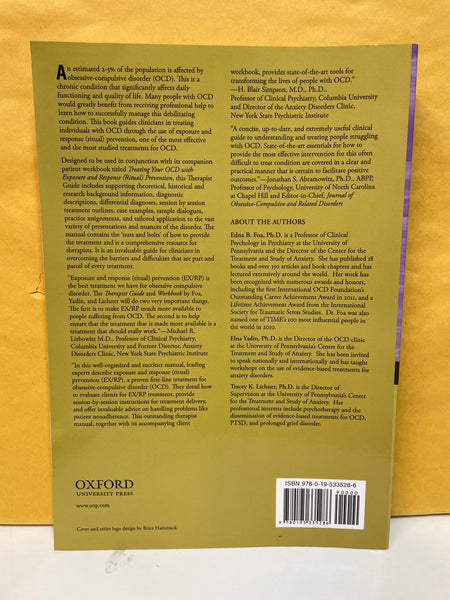 An estimated 2-3% of the population is affected by
obsessive-compulsive disorder (OCD). This is a
chronic condition that significantly affects daily
functioning and quality of life. Many people with OCD
would greatly benefit from receiving professional help to
learn how to successfully manage this debilitating
condition. This book guides clinicians in treating
individuals with OCD through the use of exposure
and response (ritual) prevention, one of the most effective
and the most studied treatments for OCD.
Designed to be used in conjunction with its companion
patient workbook titled Treating Your OCD with
Exposure and Response (Ritual) Prevention, this Therapist
Guide includes supporting theoretical, historical and
research background information, diagnostic
descriptions, differential diagnoses, session by session
treatment outlines, case examples, sample dialogues,
practice assignments, and tailored application to the vast
variety of presentations and nuances of the disorder. The
manual contains the 'nuts and bolts' of how to provide
the treatment and is a comprehensive resource for
therapists. It is an invaluable guide for clinicians in
overcoming the barriers and difficulties that are part and
parcel of every treatment.
"Exposure and response (ritual) prevention (EX/RP) is
the best treatment we have for obsessive compulsive
disorder. The Therapist Guide and Workbook by Foa,
Yadin, and Lichner will do two very important things.
The first is to make EX/RP much more available to
people suffering from OCD. The second is to help
ensure that the treatment that is made more available is a
treatment that should really work."—Michael R.
Liebowitz M.D., Professor of Clinical Psychiatry,
Columbia University and Former Director, Anxiety
Disorders Clinic, New York State Psychiatric Institute
"In this well-organized and succinct manual, leading
experts describe exposure and response (ritual)
prevention (EX/RP), a proven first-line treatment for
obsessive-compulsive disorder (OCD). They detail how
to evaluate clients for EX/RP treatment, provide
session-by-session instructions for treatment delivery,
and offer invaluable advice on handling problems like
patient nonadherence. This outstanding therapist
manual, together with its accompanying client
workbook, provides state-of-the-art tools for
transforming the lives of people with OCD."
—H. Blair Simpson, M.D., Ph.D.,
Professor of Clinical Psychiatry, Columbia University
and Director of the Anxiety Disorders Clinic,
New York State Psychiatric Institute
"A concise, up-to-date, and extremely useful clinical
guide to understanding and treating people struggling
with OCD. State-of-the-art essentials for how to
provide the most effective intervention for this often
difficult to treat condition are covered in a clear and
practical manner that is certain to facilitate positive
outcomes."—Jonathan S. Abramowitz, Ph.D., ABPP,
Professor of Psychology, University of North Carolina
at Chapel Hill and Editor-in-Chief, Journal of
Obsessive-Compulsive and Related Disorders
ABOUT THE AUTHORS
Edna B. Foa, Ph.D. is a Professor of Clinical
Psychology in Psychiatry at the University of
Pennsylvania and the Director of the Center for the
Treatment and Study of Anxiety. She has published 18
books and over 350 articles and book chapters and has
lectured extensively around the world. Her work has
been recognized with numerous awards and honors,
including the first International OCD Foundation's
Outstanding Career Achievement Award in 2011, and a
Lifetime Achievement Award from the International
Society for Traumatic Stress Studies. Dr. Foa was also
named one of TIME's 100 most influential people in
the world in 2010.
Elna Yadin, Ph.D. is the Director of the OCD clinic
at the University of Pennsylvania's Center for the
Treatment and Study of Anxiety. She has been invited
to speak nationally and internationally and has taught
workshops on the use of evidence-based treatments for
anxiety disorders.
Tracey K. Lichner, Ph.D. is the Director of
Supervision at the University of Pennsylvania's Center
for the Treatment and Study of Anxiety. Her
professional interests include psychotherapy and the
dissemination of evidence-based treatments for OCD,
PTSD, and prolonged grief disorder.
OXFORD
UNIVERSITY PRESS
www.oup.com
Cover and series logo design by Brice Hammack
ISBN 978-0-19-533528-6
90000
9 780195 335286